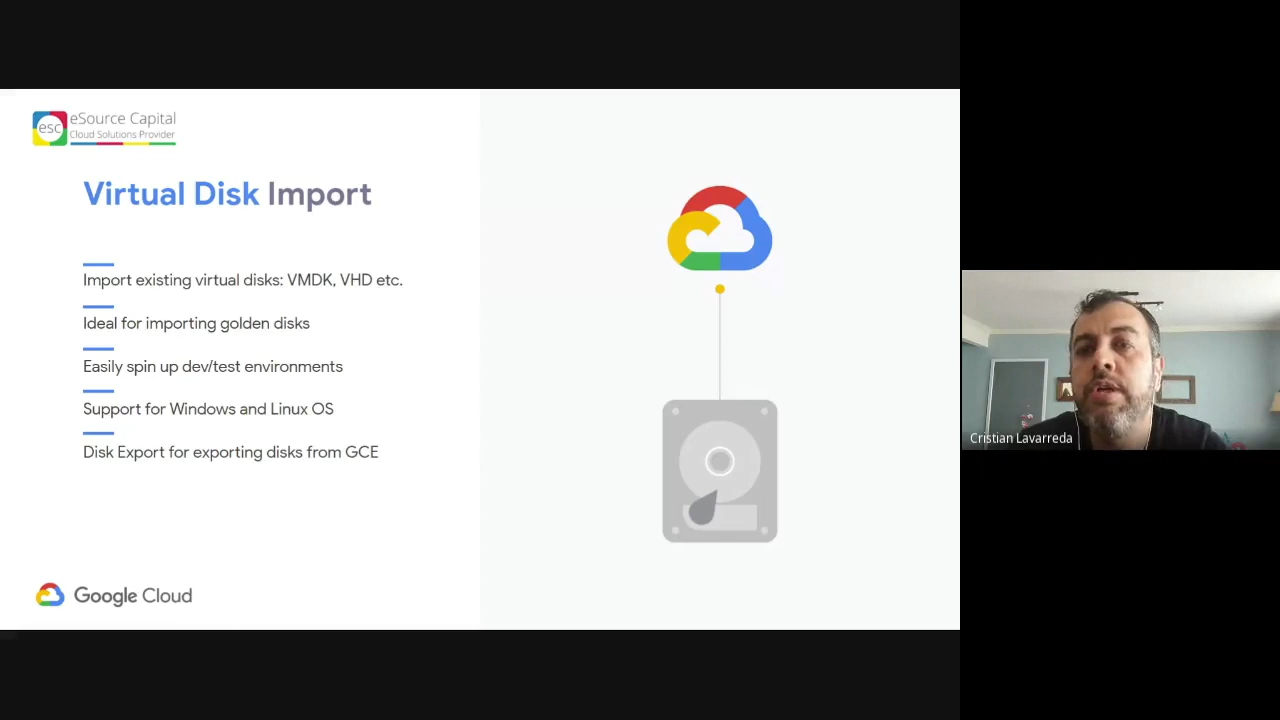 esc
eSource Capital
Cloud Solutions Provider
Virtual Disk Import
Import existing virtual disks: VMDK, VHD etc.
Ideal for importing golden disks
Easily spin up dev/test environments
Support for Windows and Linux OS
Disk Export for exporting disks from GCE
Google Cloud
Cristian Lavarreda